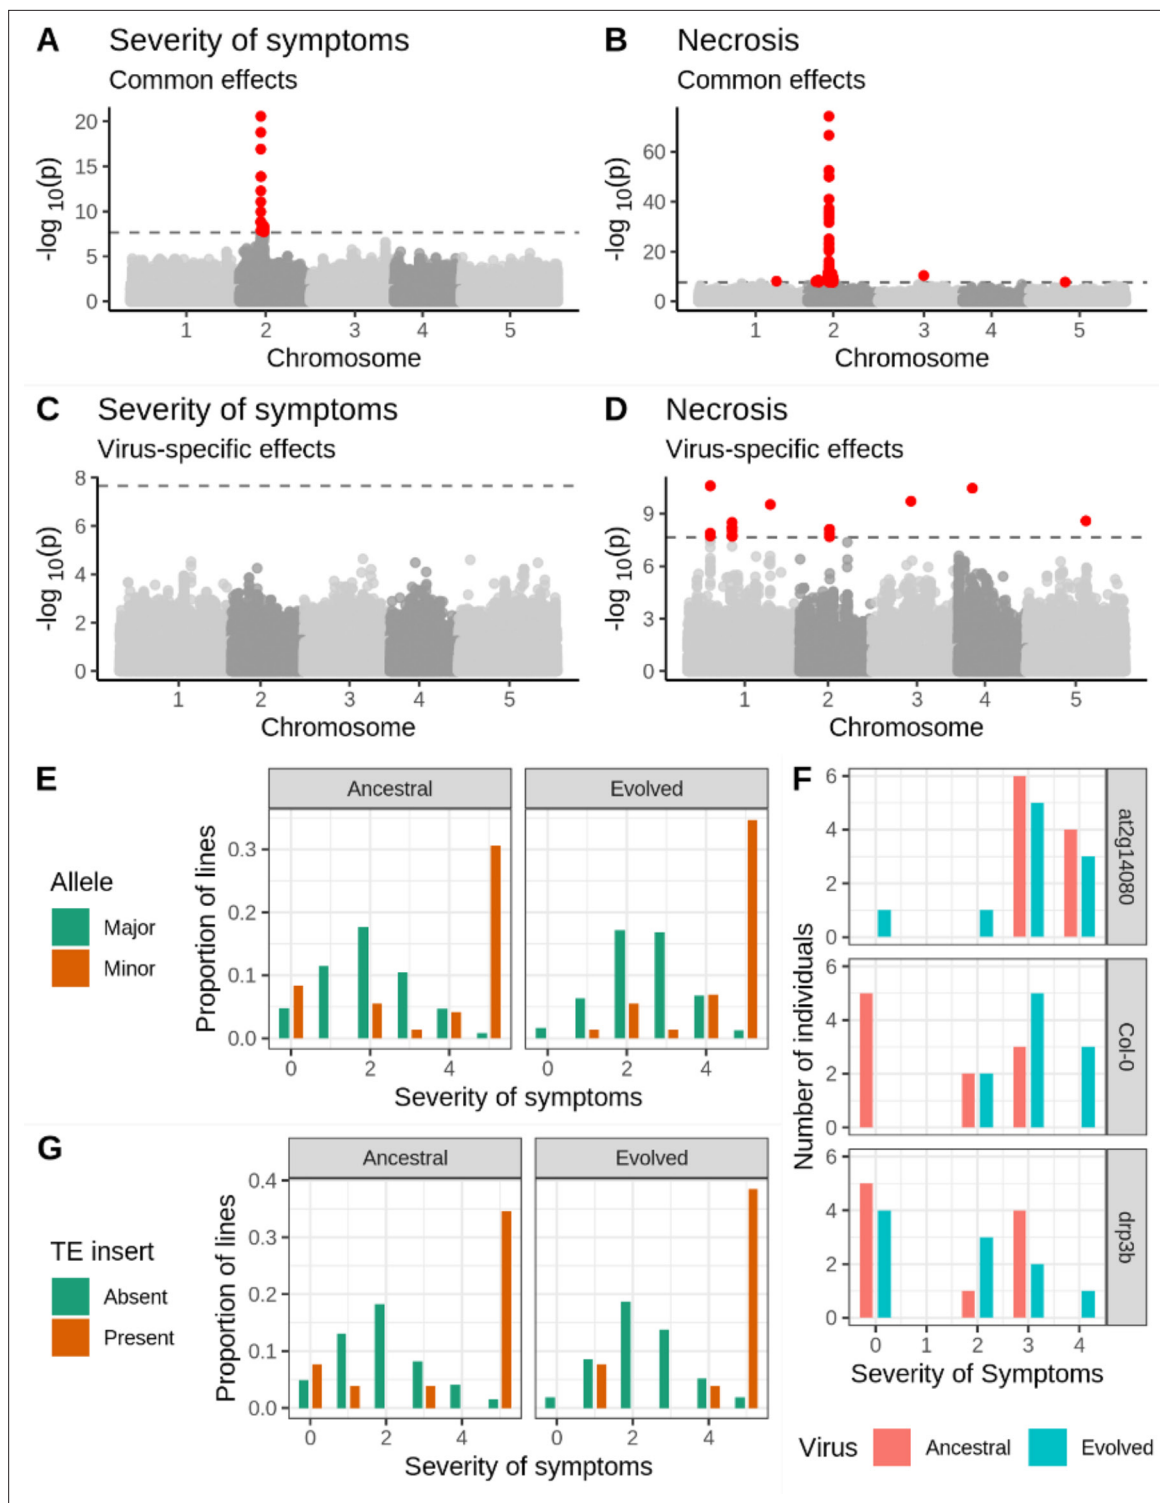 A Severity of symptoms
Common effects
-log 10(p)
20
15
10
5
0
1 2 3 4 5
Chromosome
B Necrosis
Common effects
-log 10(p)
60
40
20
0
1 2 3 4 5
Chromosome
C Severity of symptoms
Virus-specific effects
-log 10(p)
8
6
4
2
0
1 2 3 4 5
Chromosome
D Necrosis
Virus-specific effects
-log 10(p)
9
6
3
0
1 2 3 4 5
Chromosome
E
Allele
Major
Minor
Ancestral Evolved
Proportion of lines
0.3
0.2
0.1
0.0
0 2 4 0 2 4
Severity of symptoms
F
Number of individuals
6
4
2
0
at2g14080
6
4
2
0
Col-0
6
4
2
0
drp3b
0 1 2 3 4
Severity of Symptoms
Virus Ancestral Evolved
G
TE insert
Absent
Present
Ancestral Evolved
Proportion of lines
0.4
0.3
0.2
0.1
0.0
0 2 4 0 2 4
Severity of symptoms